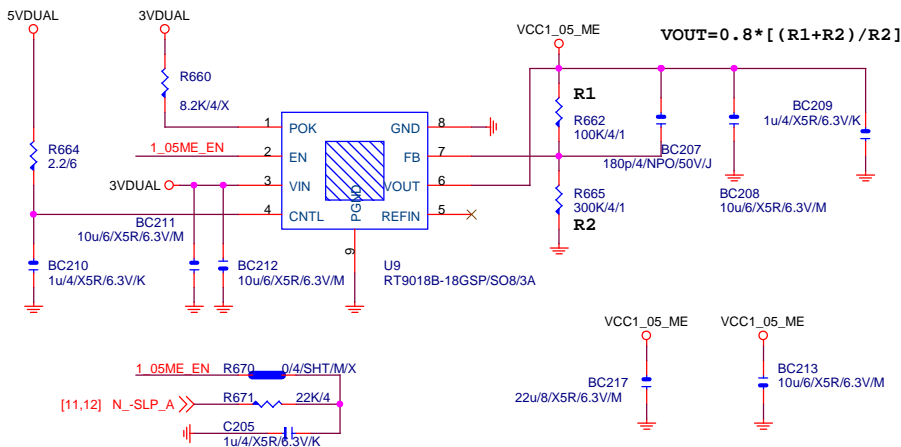 5VDUAL
3VDUAL
VCC1_05_ME
VOUT=0.8*[(R1+R2)/R2]
R660
8.2K/4/X
R1
R662
100K/4/1
BC209
1u/4/X5R/6.3V/K
1
POK
GND
8
R664
2.2/6
1_05ME_EN
2
EN
FB
7
BC207
180p/4/NPO/50V/J
3VDUAL
3
VIN
VOUT
6
R665
300K/4/1
R2
BC208
10u/6/X5R/6.3V/M
4
CNTL
PGND
REFIN
5
BC211
10u/6/X5R/6.3V/M
9
BC210
1u/4/X5R/6.3V/K
BC212
10u/6/X5R/6.3V/M
U9
RT9018B-18GSP/SO8/3A
VCC1_05_ME
VCC1_05_ME
1_05ME_EN
R670
0/4/SHT/M/X
BC217
22u/8/X5R/6.3V/M
BC213
10u/6/X5R/6.3V/M
[11,12] N_-SLP_A
R671
22K/4
C205
1u/4/X5R/6.3V/K